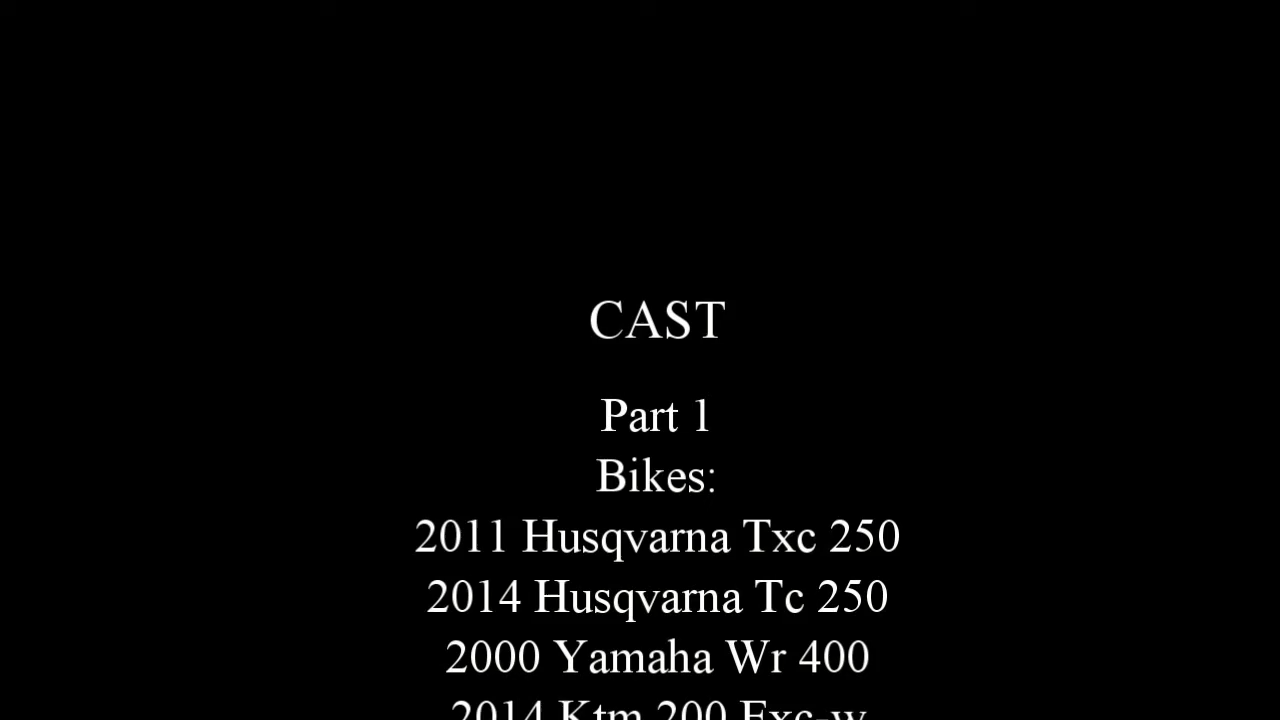 CAST
Part 1
Bikes:
2011 Husqvarna Txc 250
2014 Husqvarna Tc 250
2000 Yamaha Wr 400
2014 Ktm 200 Exc-w